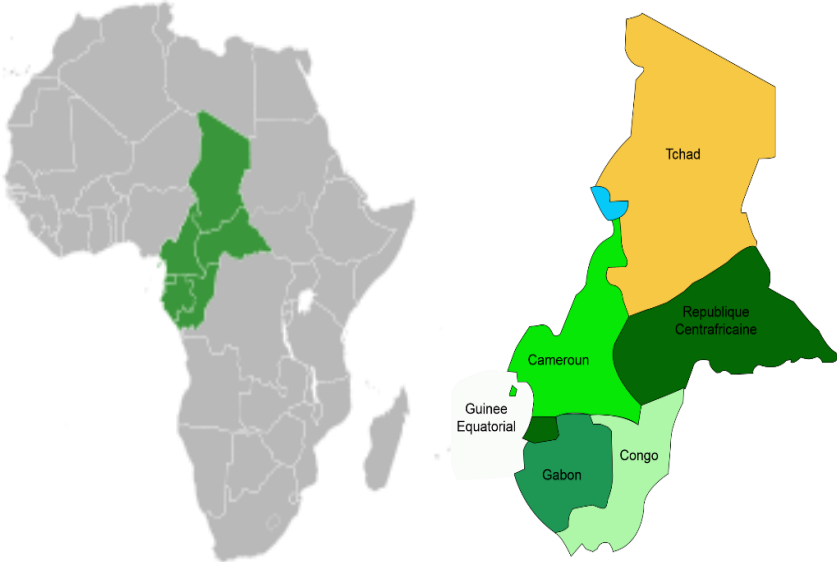 Tchad
Republique
Centrafricaine
Cameroun
Guinee
Equatorial
Congo
Gabon